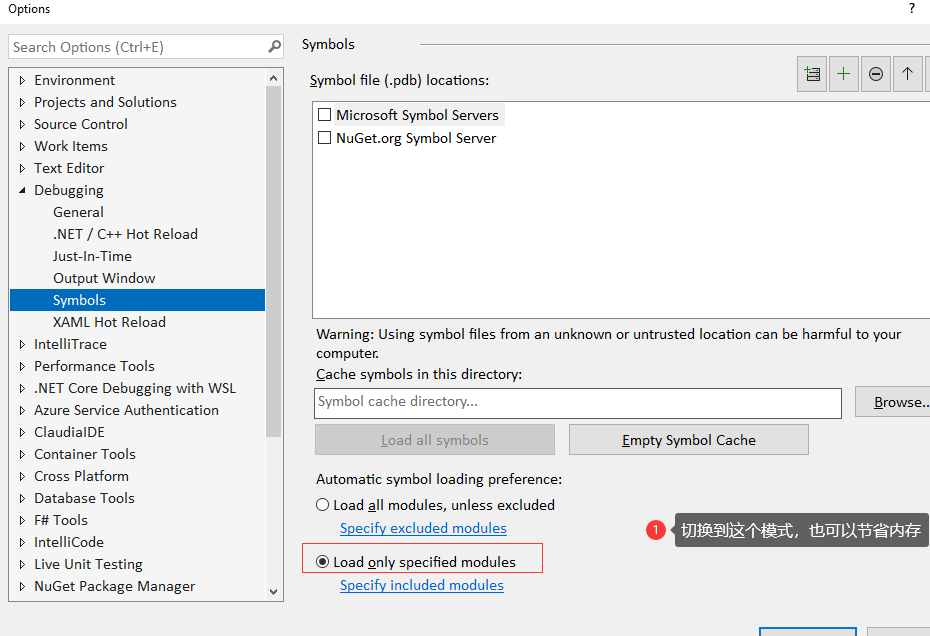 Options
?
Search Options (Ctrl+E)
Environment
Projects and Solutions
Source Control
Work Items
Text Editor
Debugging
General
.NET / C++ Hot Reload
Just-In-Time
Output Window
Symbols
XAML Hot Reload
IntelliTrace
Performance Tools
.NET Core Debugging with WSL
Azure Service Authentication
ClaudiaIDE
Container Tools
Cross Platform
Database Tools
F# Tools
IntelliCode
Live Unit Testing
NuGet Package Manager
Symbols
Symbol file (.pdb) locations:
Microsoft Symbol Servers
NuGet.org Symbol Server
Warning: Using symbol files from an unknown or untrusted location can be harmful to your
computer.
Cache symbols in this directory:
Symbol cache directory...
Browse..
Load all symbols
Empty Symbol Cache
Automatic symbol loading preference:
Load all modules, unless excluded
Specify excluded modules
1 切换到这个模式，也可以节省内存
Load only specified modules
Specify included modules